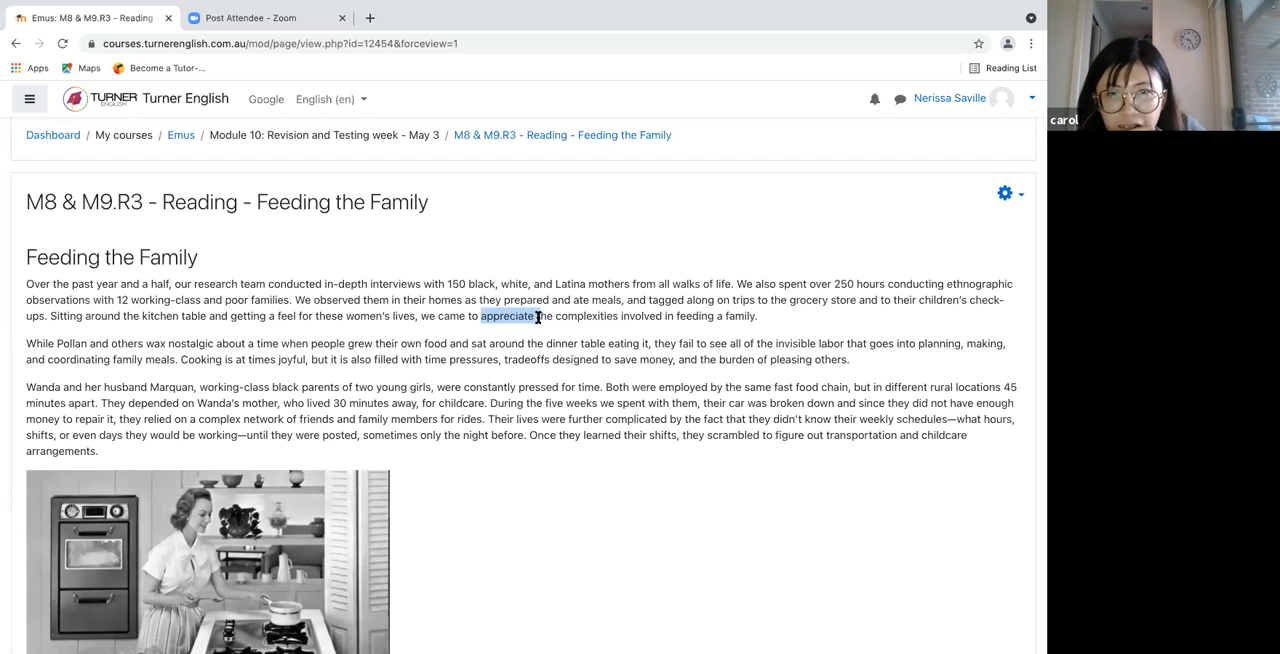 Emus: M8 & M9.R3 - Reading
Post Attendee - Zoom
courses.turnerenglish.com.au/mod/page/view.php?id=12454&forceview=1
Apps
Maps
Become a Tutor-...
Reading List
TURNER
ENGLISH
Turner English
Google
English (en)
Nerissa Saville
carol
Dashboard / My courses / Emus / Module 10: Revision and Testing week - May 3 / M8 & M9.R3 - Reading - Feeding the Family
M8 & M9.R3 - Reading - Feeding the Family
Feeding the Family
Over the past year and a half, our research team conducted in-depth interviews with 150 black, white, and Latina mothers from all walks of life. We also spent over 250 hours conducting ethnographic
observations with 12 working-class and poor families. We observed them in their homes as they prepared and ate meals, and tagged along on trips to the grocery store and to their children's check-
ups. Sitting around the kitchen table and getting a feel for these women's lives, we came to appreciate the complexities involved in feeding a family.
While Pollan and others wax nostalgic about a time when people grew their own food and sat around the dinner table eating it, they fail to see all of the invisible labor that goes into planning, making,
and coordinating family meals. Cooking is at times joyful, but it is also filled with time pressures, tradeoffs designed to save money, and the burden of pleasing others.
Wanda and her husband Marquan, working-class black parents of two young girls, were constantly pressed for time. Both were employed by the same fast food chain, but in different rural locations 45
minutes apart. They depended on Wanda's mother, who lived 30 minutes away, for childcare. During the five weeks we spent with them, their car was broken down and since they did not have enough
money to repair it, they relied on a complex network of friends and family members for rides. Their lives were further complicated by the fact that they didn't know their weekly schedules—what hours,
shifts, or even days they would be working—until they were posted, sometimes only the night before. Once they learned their shifts, they scrambled to figure out transportation and childcare
arrangements.